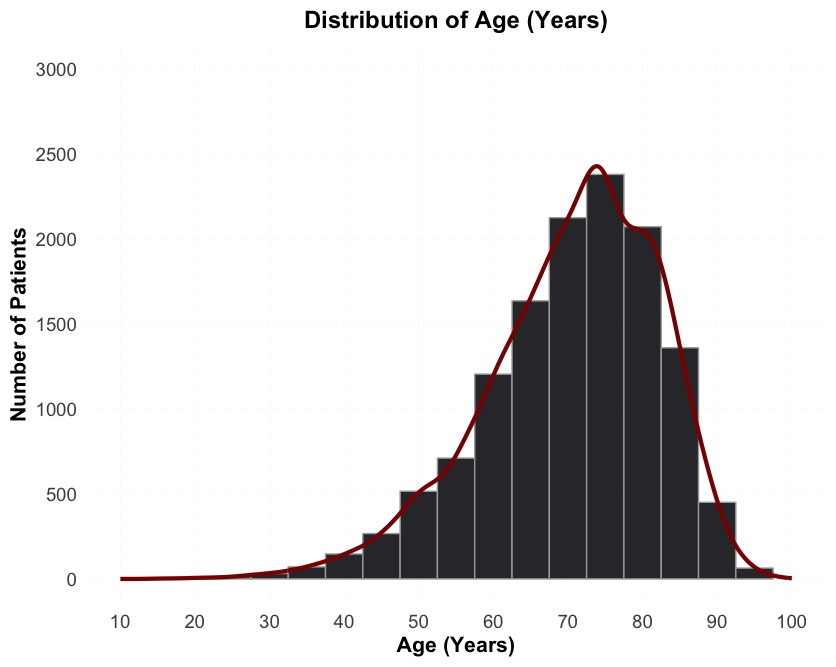 Distribution of Age (Years)
3000
2500
2000
1500
1000
500
0
Number of Patients
10 20 30 40 50 60 70 80 90 100
Age (Years)